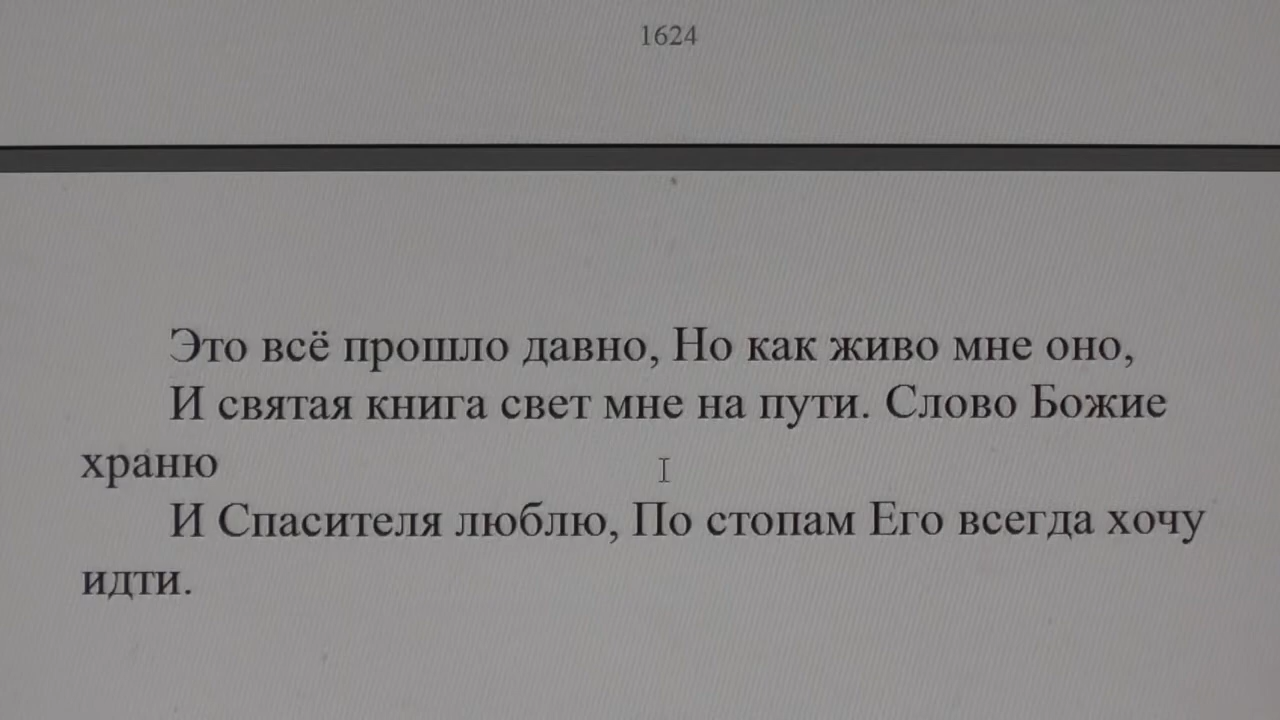 1624
Это всё прошло давно, Но как живо мне оно,
И святая книга свет мне на пути. Слово Божие
храню
И Спасителя люблю, По стопам Его всегда хочу
идти.